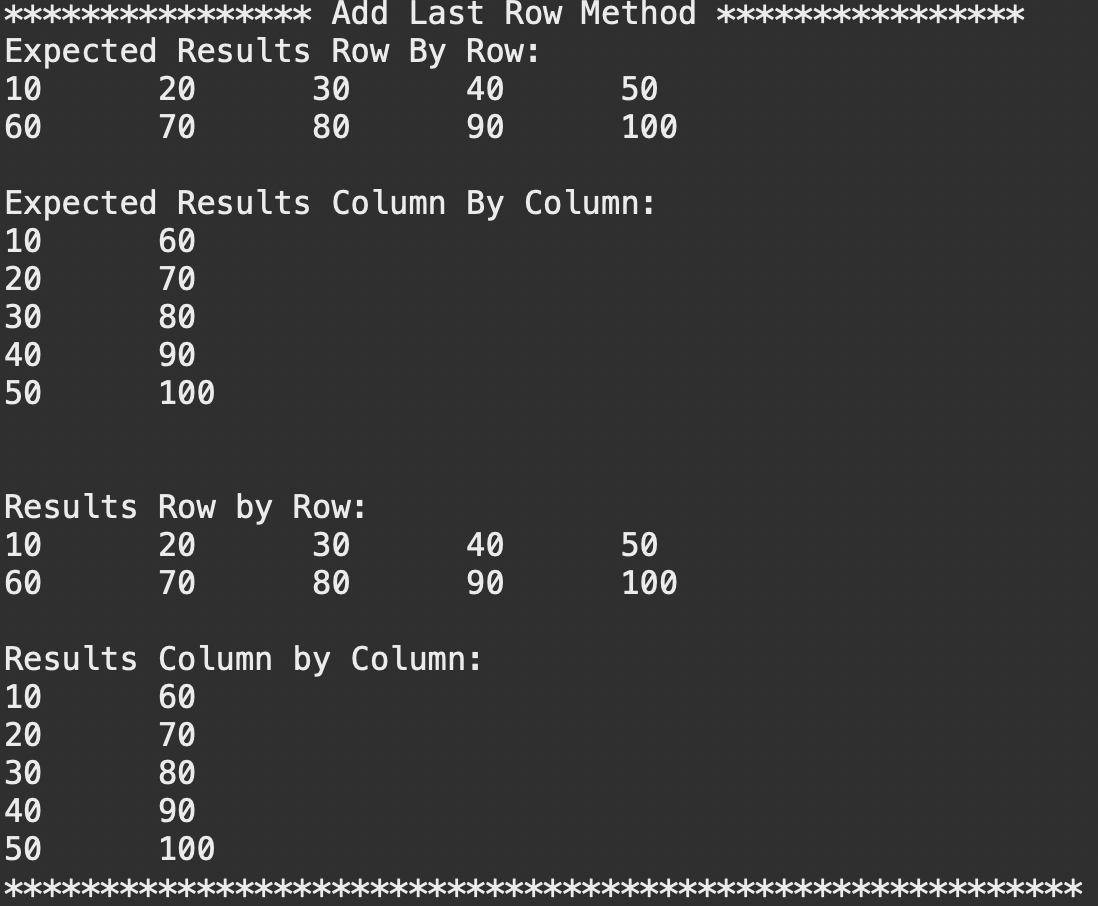 **************** Add Last Row Method ****************
Expected Results Row By Row:
10      20      30      40      50
60      70      80      90      100
Expected Results Column By Column:
10      60
20      70
30      80
40      90
50      100
Results Row by Row:
10      20      30      40      50
60      70      80      90      100
Results Column by Column:
10      60
20      70
30      80
40      90
50      100
********************************************************